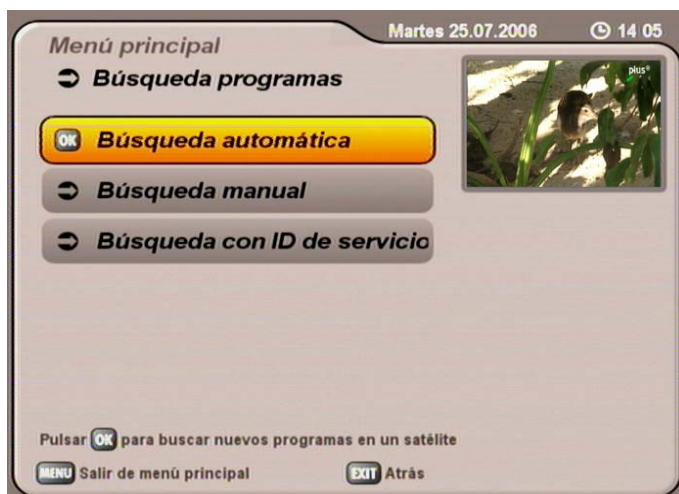 Martes 25.07.2006 14 05
Menú principal
Búsqueda programas
plus
OK Búsqueda automática
Búsqueda manual
Búsqueda con ID de servicio
Pulsar OK para buscar nuevos programas en un satélite
MENU Salir de menú principal EXIT Atrás